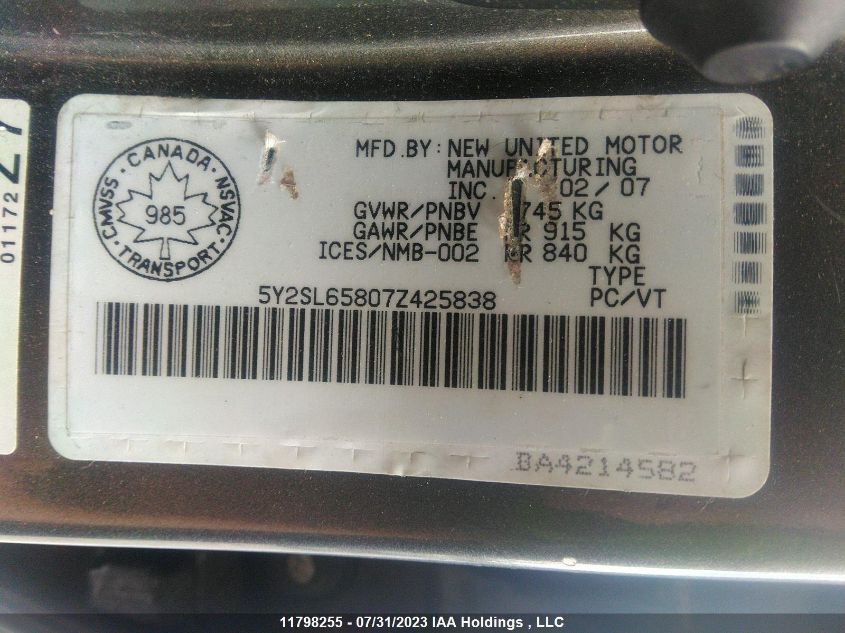 CANADA
CMVSS
NSVAC
985
TRANSPORT
MFD.BY: NEW UNITED MOTOR
MANUFACTURING
INC. 02/07
GVWR/PNBV 745 KG
GAWR/PNBE 915 KG
ICES/NMB-002 840 KG
TYPE
5Y2SL65807Z425838 PC/VT
BA4214582
01172
11798255 - 07/31/2023 IAA Holdings , LLC